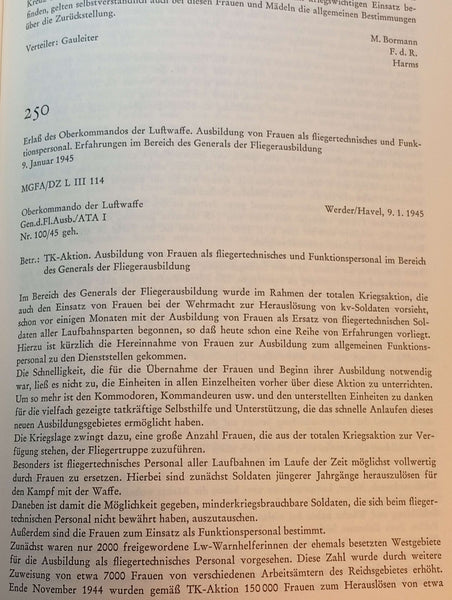 kriegswichtigen Einsatz be-
finden, gelten selbstverständlich auch bei diesen Frauen und Mädeln die allgemeinen Bestimmungen
über die Zurückstellung.
Verteiler: Gauleiter
M. Bormann
F. d. R.
Harms
250
Erlaß des Oberkommandos der Luftwaffe. Ausbildung von Frauen als fliegertechnisches und Funk-
tionspersonal. Erfahrungen im Bereich des Generals der Fliegerausbildung
9. Januar 1945
MGFA/DZ L III 114
Oberkommando der Luftwaffe
Gen.d.Fl.Ausb./ATA I
Nr. 100/45 geh.
Werder/Havel, 9. 1. 1945
Betr.: TK-Aktion. Ausbildung von Frauen als fliegertechnisches und Funktionspersonal im Bereich
des Generals der Fliegerausbildung
Im Bereich des Generals der Fliegerausbildung wurde im Rahmen der totalen Kriegsaktion, die
auch den Einsatz von Frauen bei der Wehrmacht zur Herauslösung von kv-Soldaten vorsieht,
schon vor einigen Monaten mit der Ausbildung von Frauen als Ersatz von fliegertechnischen Sol-
daten aller Laufbahnsparten begonnen, so daß heute schon eine Reihe von Erfahrungen vorliegt.
Hierzu ist kürzlich die Hereinnahme von Frauen zur Ausbildung zum allgemeinen Funktions-
personal zu den Dienststellen gekommen.
Die Schnelligkeit, die für die Übernahme der Frauen und Beginn ihrer Ausbildung notwendig
war, ließ es nicht zu, die Einheiten in allen Einzelheiten vorher über diese Aktion zu unterrichten.
Um so mehr ist den Kommodoren, Kommandeuren usw. und den unterstellten Einheiten zu danken
für die vielfach gezeigte tatkräftige Selbsthilfe und Unterstützung, die das schnelle Anlaufen dieses
neuen Ausbildungsgebietes ermöglicht haben.
Die Kriegslage zwingt dazu, eine große Anzahl Frauen, die aus der totalen Kriegsaktion zur Ver-
fügung stehen, der Fliegertruppe zuzuführen.
Besonders ist fliegertechnisches Personal aller Laufbahnen im Laufe der Zeit möglichst vollwertig
durch Frauen zu ersetzen. Hierbei sind zunächst Soldaten jüngerer Jahrgänge herauszulösen für
den Kampf mit der Waffe.
Daneben ist damit die Möglichkeit gegeben, minderkriegsbrauchbare Soldaten, die sich beim flieger-
technischen Personal nicht bewährt haben, auszutauschen.
Außerdem sind die Frauen zum Einsatz als Funktionspersonal bestimmt.
Zunächst waren nur 2000 freigewordene Lw-Warnhelferinnen der ehemals besetzten Westgebiete
für die Ausbildung als fliegertechnisches Personal vorgesehen. Diese Zahl wurde durch weitere
Zuweisung von etwa 7000 Frauen von verschiedenen Arbeitsämtern des Reichsgebietes erhöht.
Ende November 1944 wurden gemäß TK-Aktion 150 000 Frauen zum Herauslösen von etwa